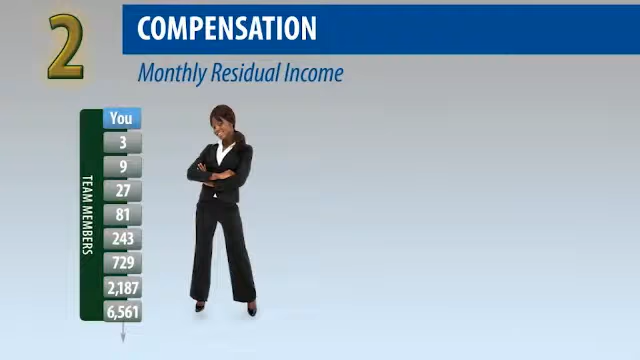 2
COMPENSATION
Monthly Residual Income
TEAM MEMBERS
You
3
9
27
81
243
729
2,187
6,561